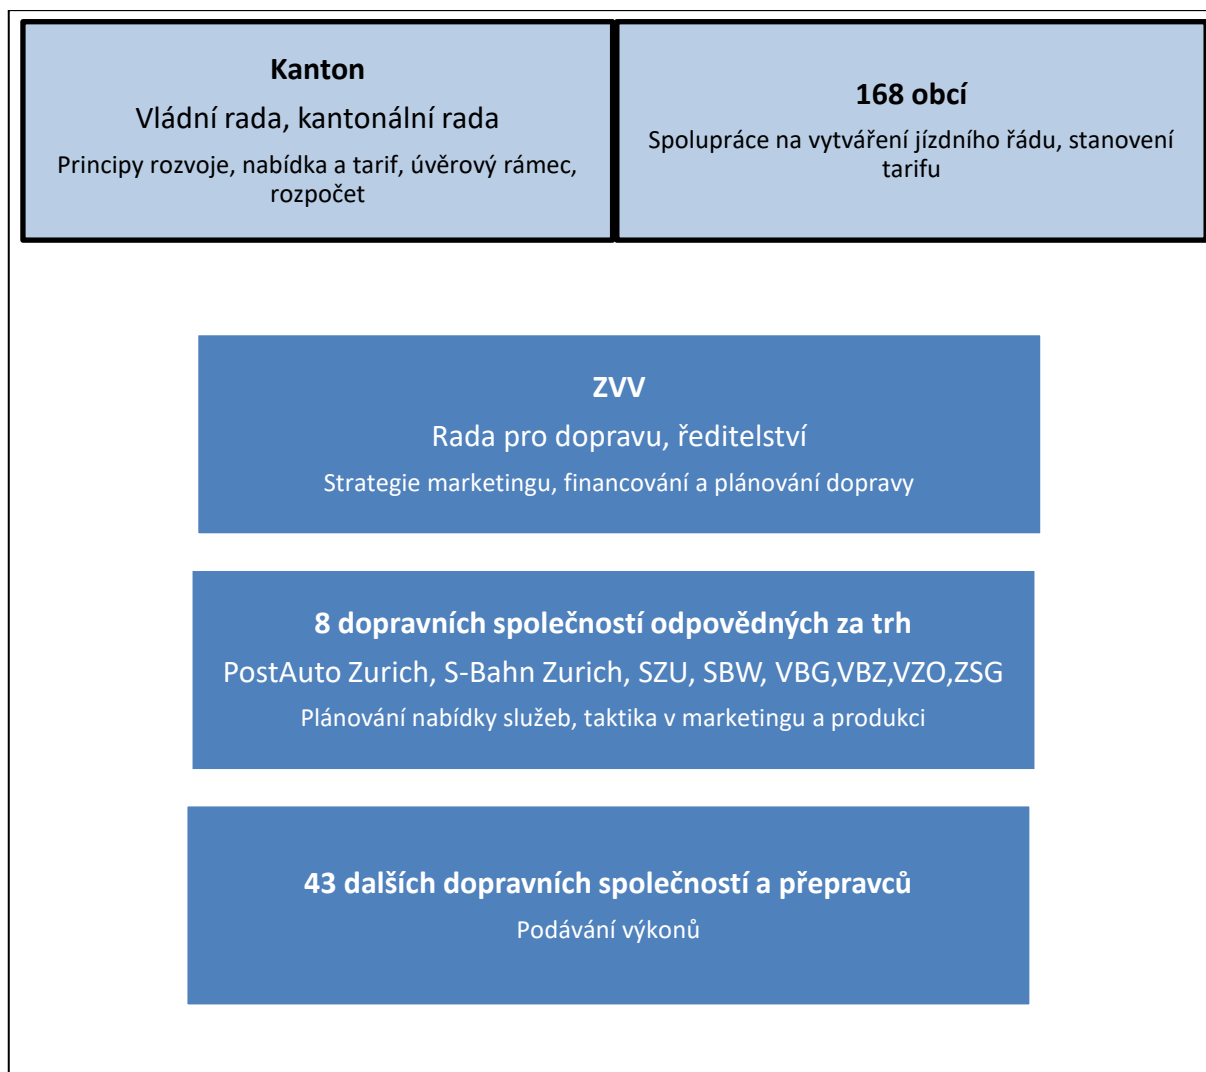 Kanton
Vládní rada, kantonální rada
Principy rozvoje, nabídka a tarif, úvěrový rámec,
rozpočet
168 obcí
Spolupráce na vytváření jízdního řádu, stanovení
tarifu
ZVV
Rada pro dopravu, ředitelství
Strategie marketingu, financování a plánování dopravy
8 dopravních společností odpovědných za trh
PostAuto Zurich, S-Bahn Zurich, SZU, SBW, VBG,VBZ,VZO,ZSG
Plánování nabídky služeb, taktika v marketingu a produkci
43 dalších dopravních společností a přepravců
Podávání výkonů